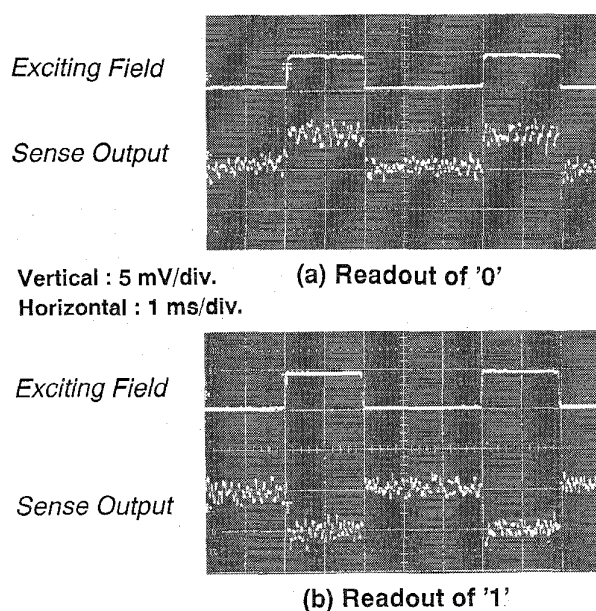 Exciting Field
Sense Output
Vertical : 5 mV/div.
Horizontal : 1 ms/div.
(a) Readout of '0'
Exciting Field
Sense Output
(b) Readout of '1'